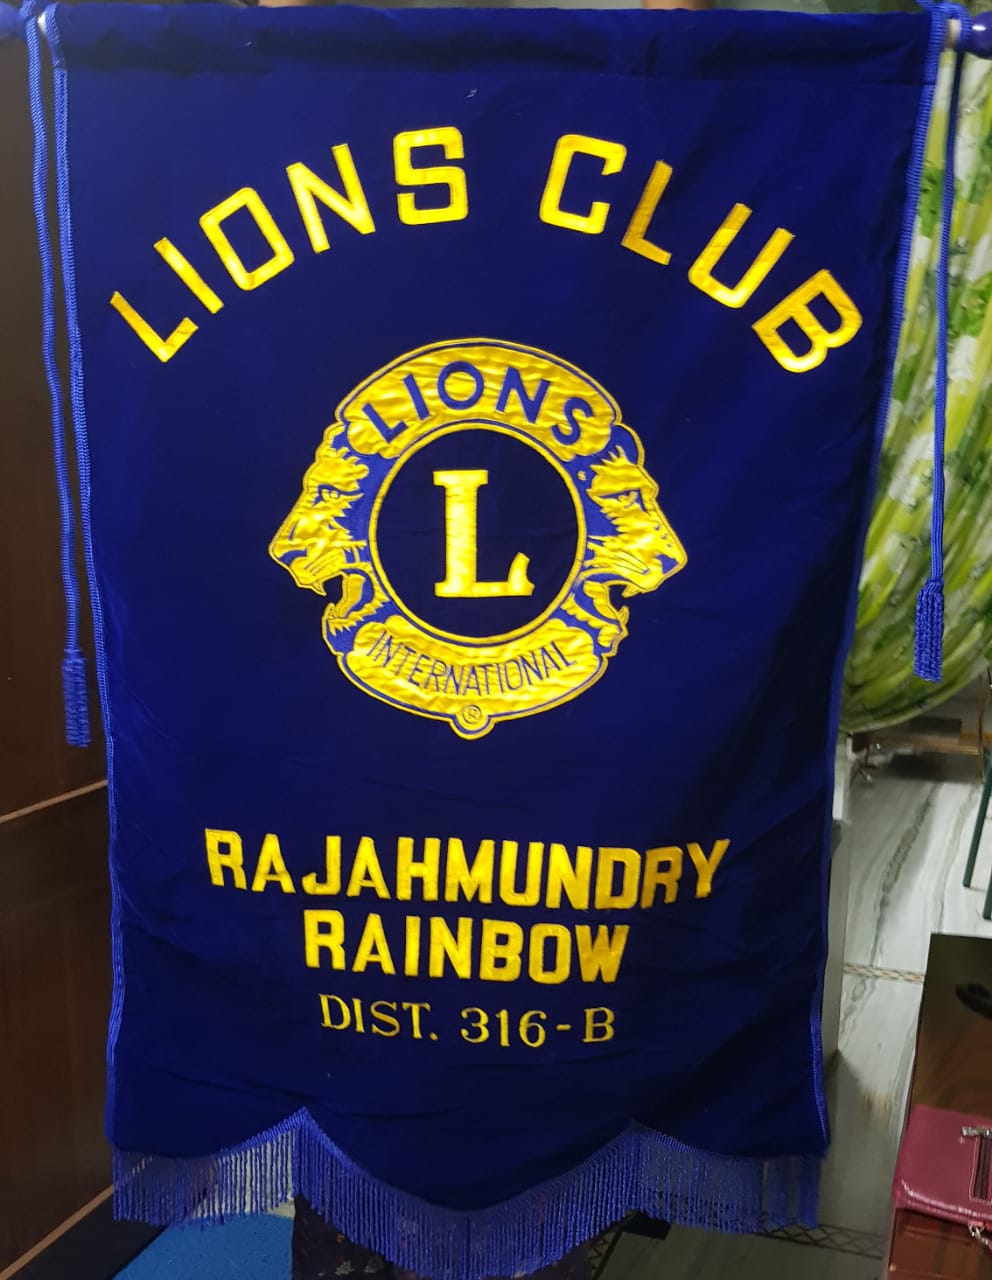 LIONS CLUB
LIONS
L
INTERNATIONAL
®
RAJAHMUNDRY
RAINBOW
DIST. 316-B